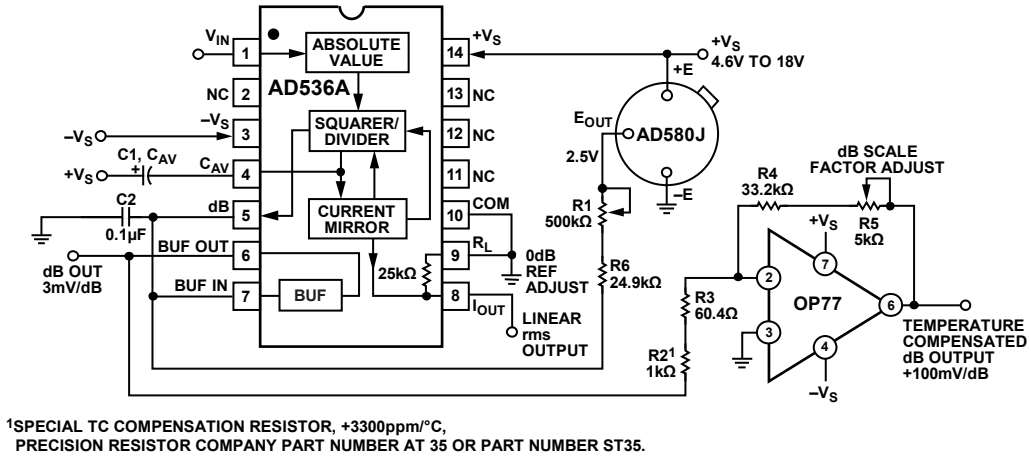 V_IN
1
ABSOLUTE
VALUE
14
+V_S
+V_S
4.6V TO 18V
AD536A
NC
2
13
NC
+E
E_OUT
AD580J
2.5V
–E
–V_S
–V_S
3
SQUARER/
DIVIDER
12
NC
+V_S
C1, C_AV
+
C_AV
4
11
NC
C2
0.1µF
dB
5
CURRENT
MIRROR
10
COM
R1
500kΩ
dB OUT
3mV/dB
BUF OUT
6
25kΩ
9
R_L
0dB
REF
ADJUST
R6
24.9kΩ
BUF IN
7
BUF
8
I_OUT
LINEAR
rms
OUTPUT
R3
60.4Ω
R2¹
1kΩ
R4
33.2kΩ
dB SCALE
FACTOR ADJUST
R5
5kΩ
+V_S
7
2
OP77
6
3
4
–V_S
TEMPERATURE
COMPENSATED
dB OUTPUT
+100mV/dB
¹SPECIAL TC COMPENSATION RESISTOR, +3300ppm/°C,
PRECISION RESISTOR COMPANY PART NUMBER AT 35 OR PART NUMBER ST35.